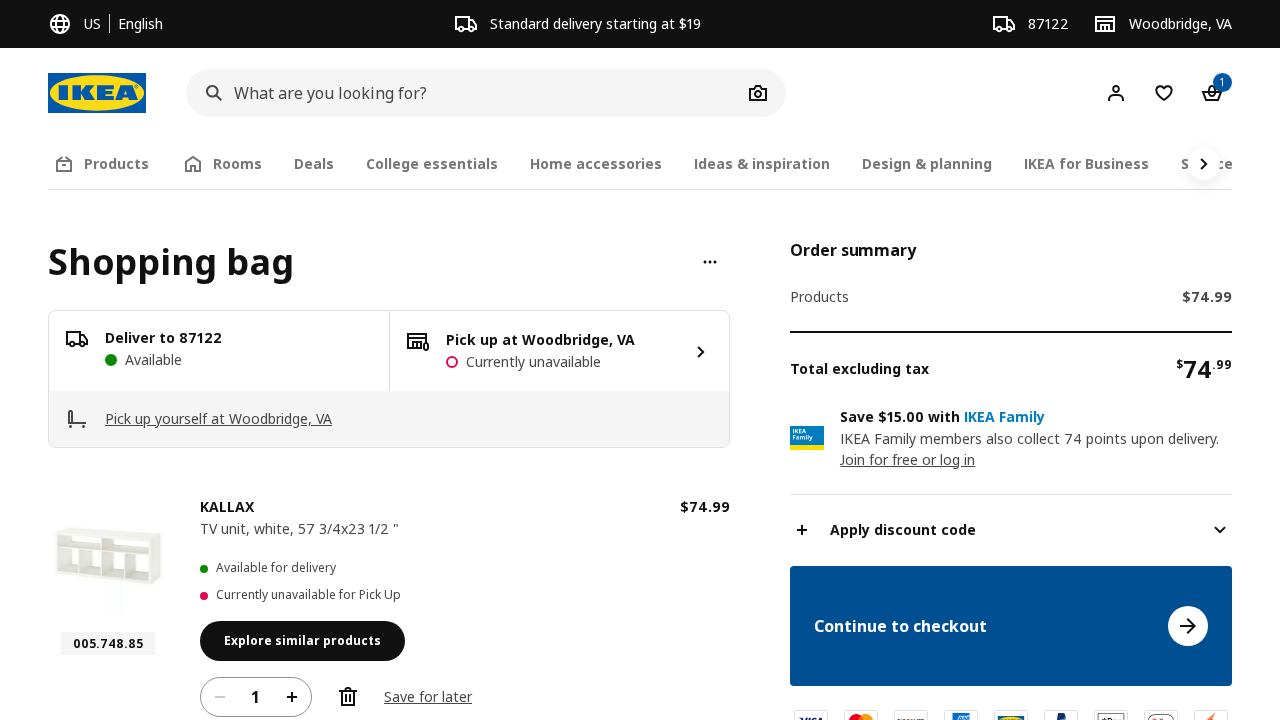 US
English
Standard delivery starting at $19
87122
Woodbridge, VA
IKEA
What are you looking for?
1
Products
Rooms
Deals
College essentials
Home accessories
Ideas & inspiration
Design & planning
IKEA for Business
Shopping bag
Deliver to 87122
Available
Pick up at Woodbridge, VA
Currently unavailable
Pick up yourself at Woodbridge, VA
KALLAX
$74.99
TV unit, white, 57 3/4x23 1/2 "
Available for delivery
Currently unavailable for Pick Up
005.748.85
Explore similar products
1
Save for later
Order summary
Products
$74.99
Total excluding tax
$74.99
IKEA
Family
Save $15.00 with IKEA Family
IKEA Family members also collect 74 points upon delivery.
Join for free or log in
Apply discount code
Continue to checkout
VISA